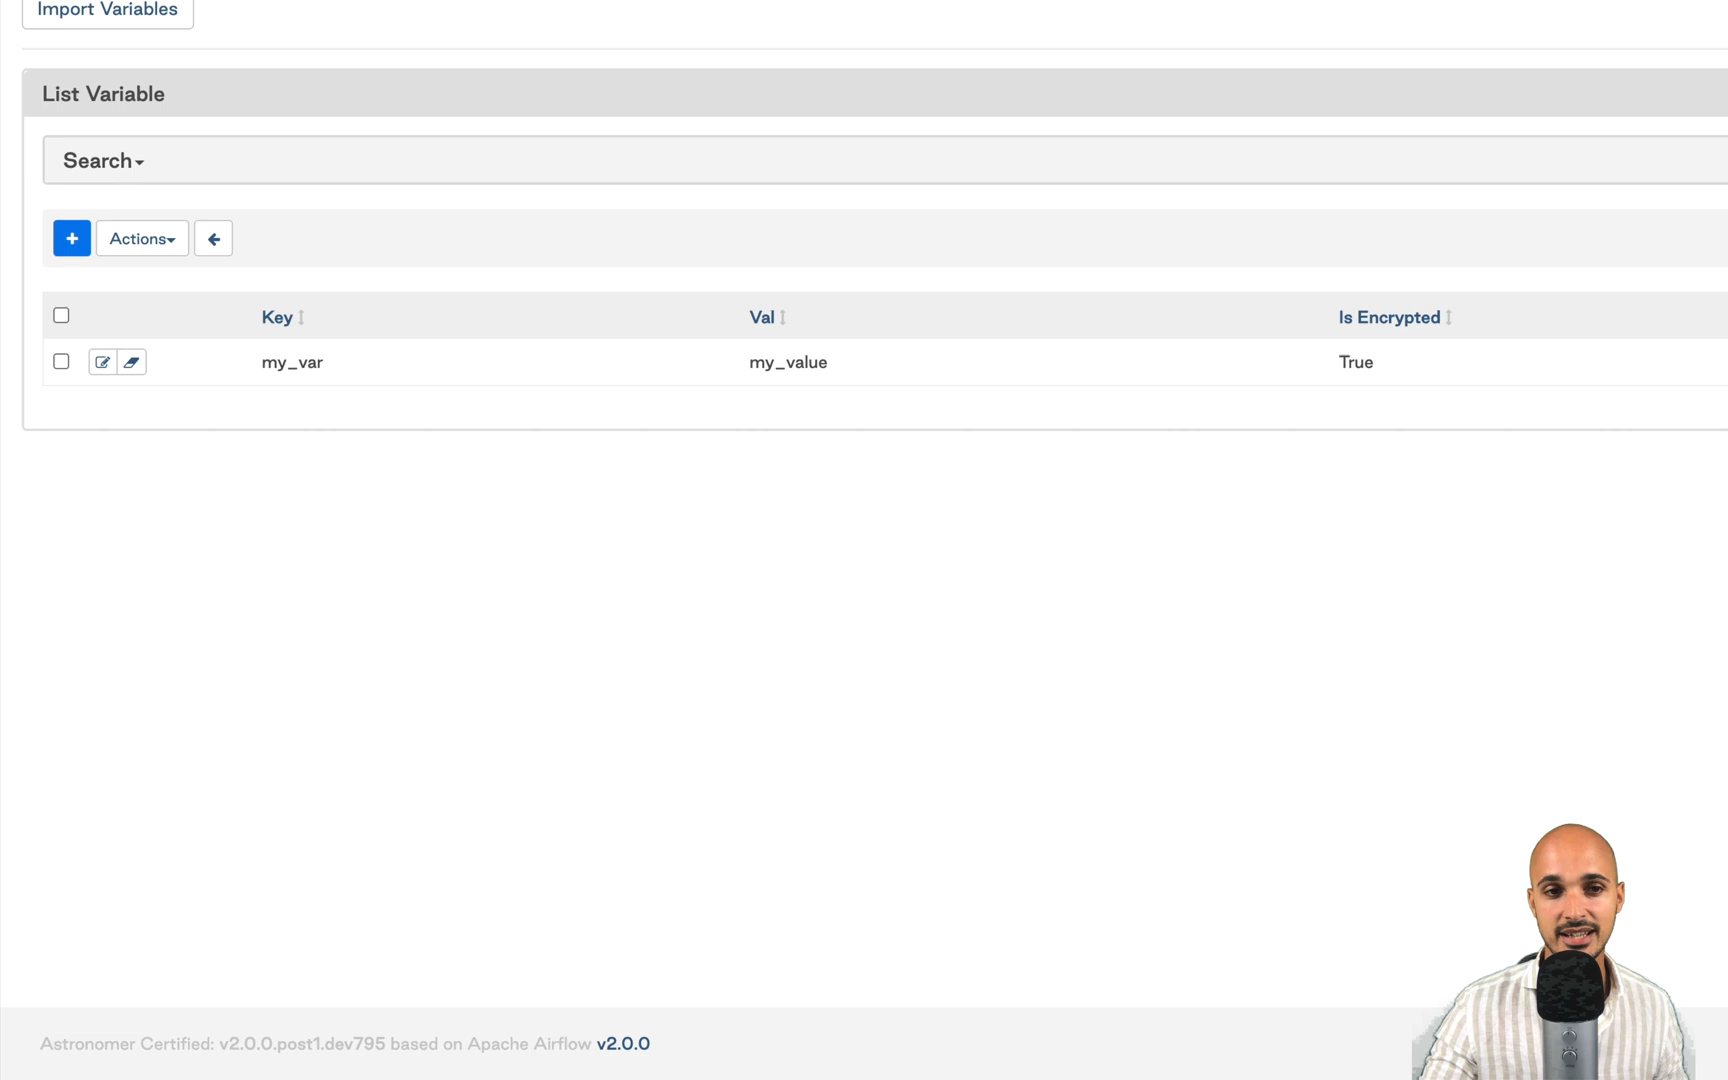 Import Variables
List Variable
Search
Actions
Key Val Is Encrypted
my_var my_value True
Astronomer Certified: v2.0.0.post1.dev795 based on Apache Airflow v2.0.0